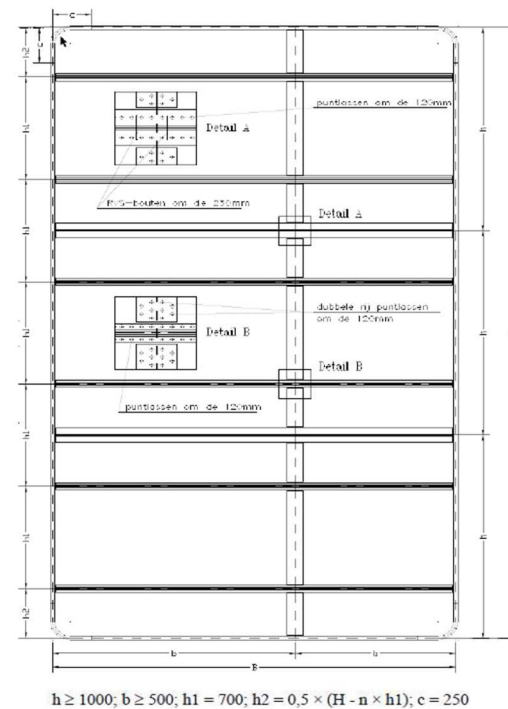 c
h2
c
puntlassen om de 120mm
Detail A
h1
h
RVS-bouten om de 250mm
Detail A
h1
dubbele rij puntlassen
om de 120mm
Detail B
h2
h
Detail B
puntlassen om de 120mm
h1
h1
h
h2
b
b
B
h ≥ 1000; b ≥ 500; h1 = 700; h2 = 0,5 × (H - n × h1); c = 250